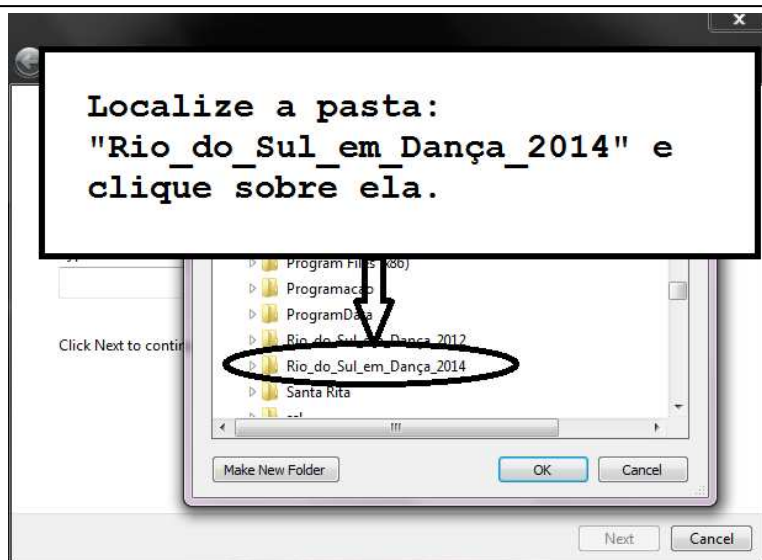 x
Localize a pasta:
"Rio_do_Sul_em_Dança_2014" e
clique sobre ela.
Program Files (x86)
Programacao
ProgramData
Rio_do_Sul_em_Dança_2012
Click Next to contin
Rio_do_Sul_em_Dança_2014
Santa Rita
Make New Folder
OK
Cancel
Next
Cancel